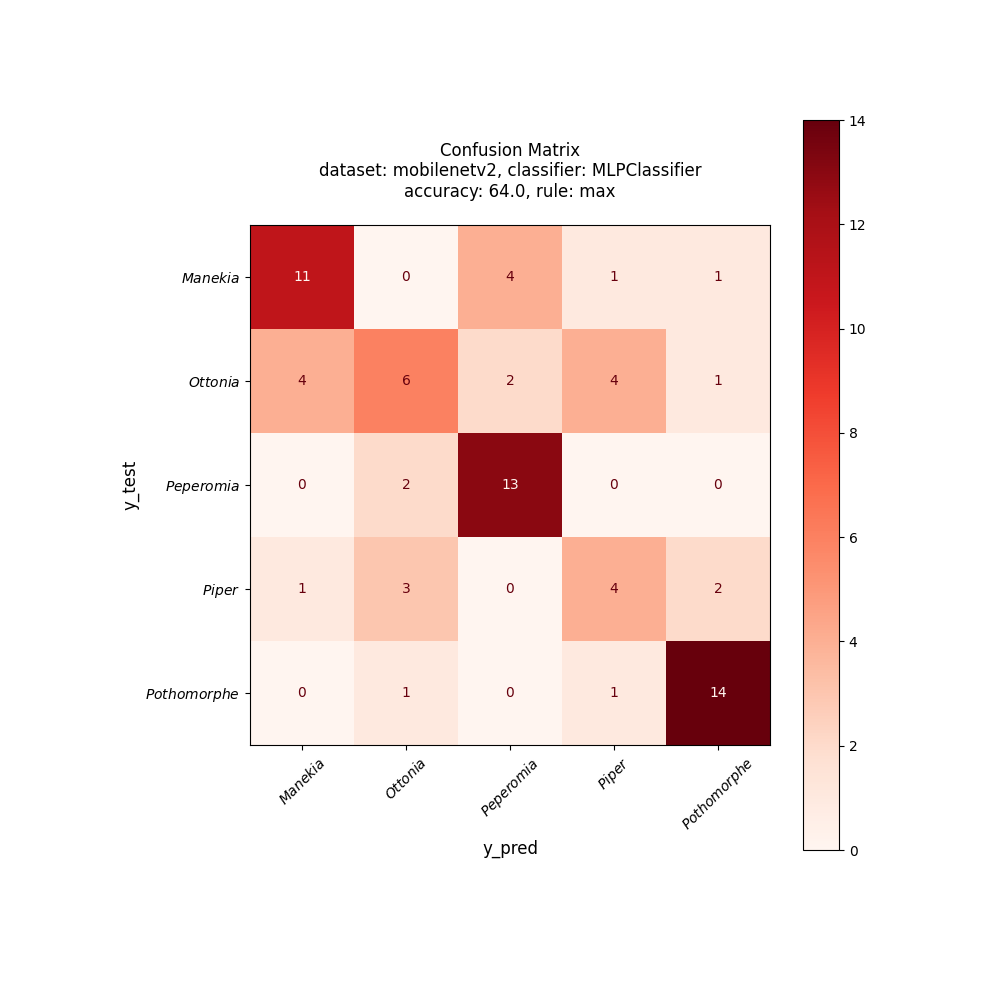 Confusion Matrix
dataset: mobilenetv2, classifier: MLPClassifier
accuracy: 64.0, rule: max
Manekia 11 0 4 1 1
Ottonia 4 6 2 4 1
Peperomia 0 2 13 0 0
Piper 1 3 0 4 2
Pothomorphe 0 1 0 1 14
y_test
Manekia Ottonia Peperomia Piper Pothomorphe
y_pred
14
12
10
8
6
4
2
0